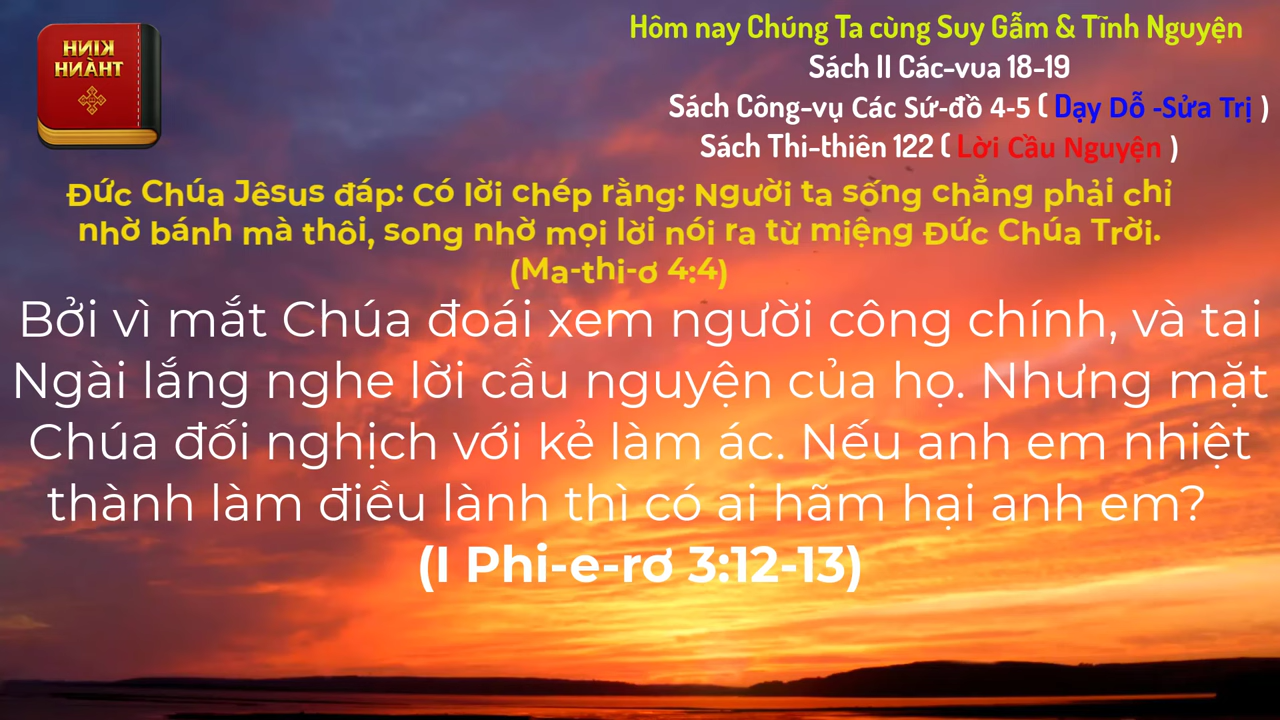 KINH
THÀNH
Hôm nay Chúng Ta cùng Suy Gẫm & Tĩnh Nguyện
Sách II Các-vua 18-19
Sách Công-vụ Các Sứ-đồ 4-5 ( Dạy Dỗ -Sửa Trị )
Sách Thi-thiên 122 ( Lời Cầu Nguyện )
Đức Chúa Jêsus đáp: Có lời chép rằng: Người ta sống chẳng phải chỉ
nhờ bánh mà thôi, song nhờ mọi lời nói ra từ miệng Đức Chúa Trời.
(Ma-thi-ơ 4:4)
Bởi vì mắt Chúa đoái xem người công chính, và tai
Ngài lắng nghe lời cầu nguyện của họ. Nhưng mặt
Chúa đối nghịch với kẻ làm ác. Nếu anh em nhiệt
thành làm điều lành thì có ai hãm hại anh em?
(I Phi-e-rơ 3:12-13)